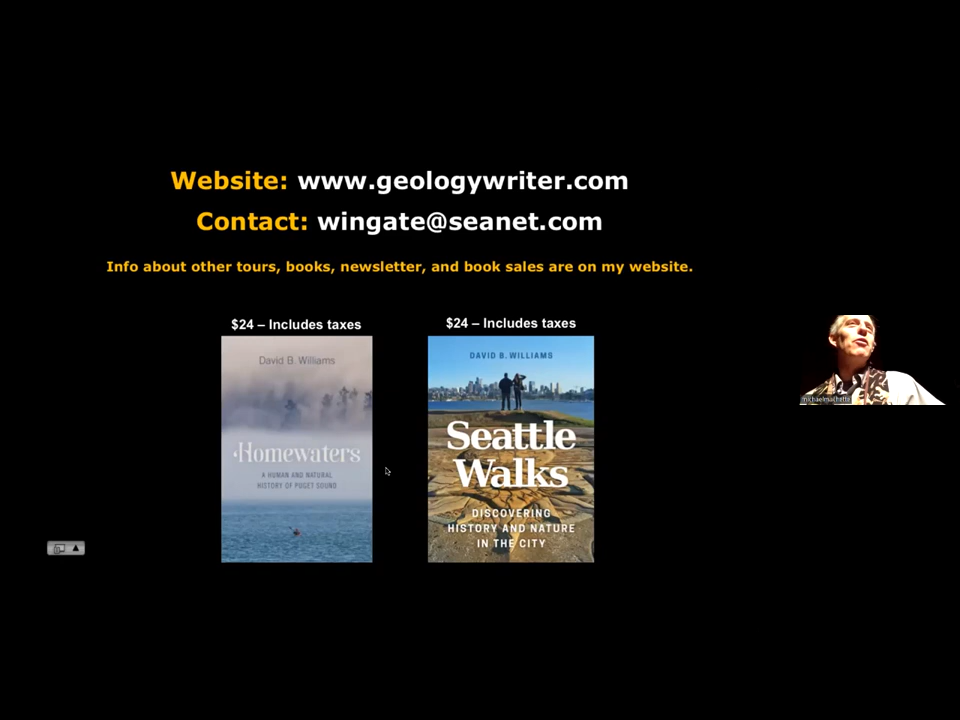 Website: www.geologywriter.com
Contact: wingate@seanet.com
Info about other tours, books, newsletter, and book sales are on my website.
$24 – Includes taxes
David B. Williams
Homewaters
A HUMAN AND NATURAL
HISTORY OF PUGET SOUND
$24 – Includes taxes
DAVID B. WILLIAMS
Seattle
Walks
DISCOVERING
HISTORY AND NATURE
IN THE CITY